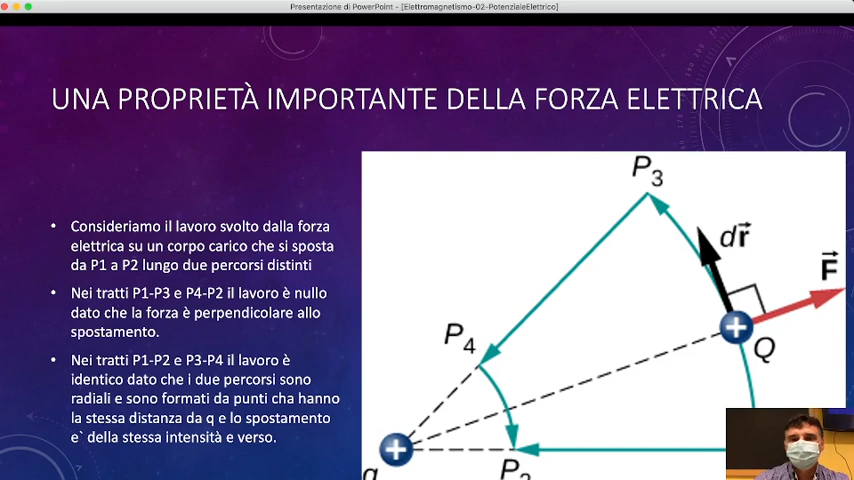 Presentazione di PowerPoint - [Elettromagnetismo-02-PotenzialeElettrico]
UNA PROPRIETÀ IMPORTANTE DELLA FORZA ELETTRICA
• Consideriamo il lavoro svolto dalla forza
elettrica su un corpo carico che si sposta
da P1 a P2 lungo due percorsi distinti
• Nei tratti P1-P3 e P4-P2 il lavoro è nullo
dato che la forza è perpendicolare allo
spostamento.
• Nei tratti P1-P2 e P3-P4 il lavoro è
identico dato che i due percorsi sono
radiali e sono formati da punti cha hanno
la stessa distanza da q e lo spostamento
e` della stessa intensità e verso.
P3
dr⃗
F⃗
P4
Q
P2
q